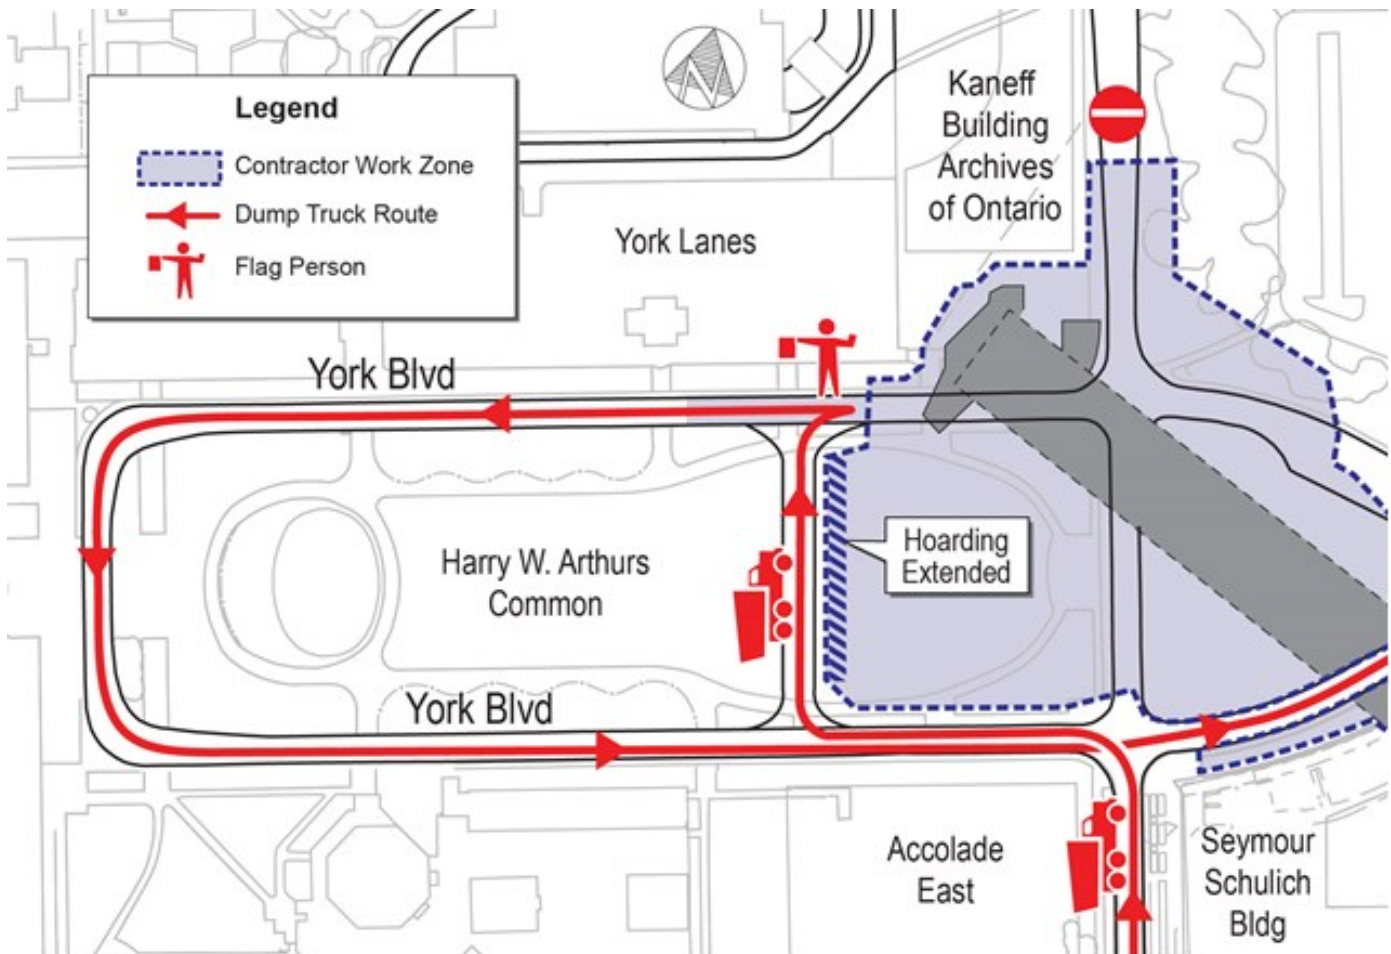 Legend
Contractor Work Zone
Dump Truck Route
Flag Person
N
Kaneff
Building
Archives
of Ontario
York Lanes
York Blvd
Harry W. Arthurs
Common
Hoarding
Extended
York Blvd
Accolade
East
Seymour
Schulich
Bldg